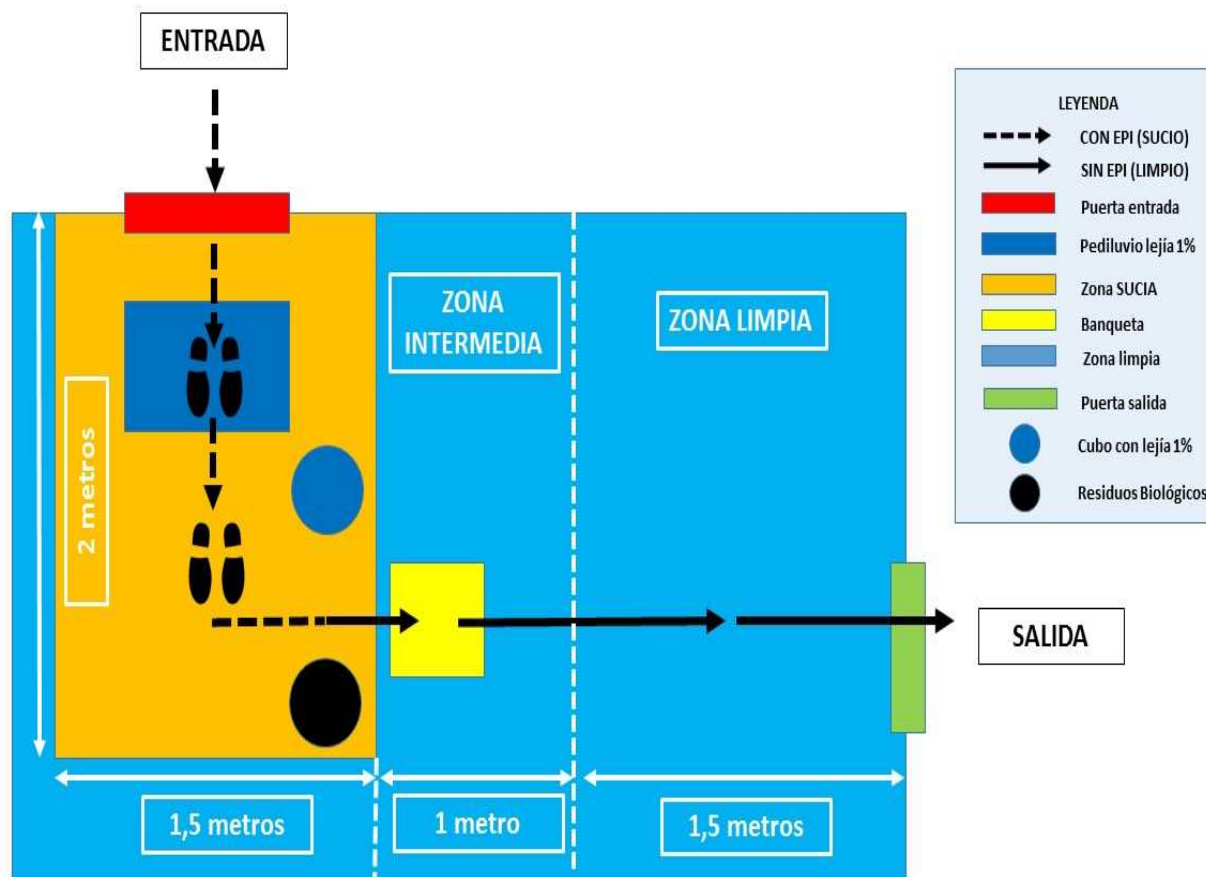 ENTRADA
LEYENDA
CON EPI (SUCIO)
SIN EPI (LIMPIO)
Puerta entrada
Pediluvio lejía 1%
Zona SUCIA
Banqueta
Zona limpia
Puerta salida
Cubo con lejía 1%
Residuos Biológicos
ZONA
INTERMEDIA
ZONA LIMPIA
2 metros
SALIDA
1,5 metros
1 metro
1,5 metros